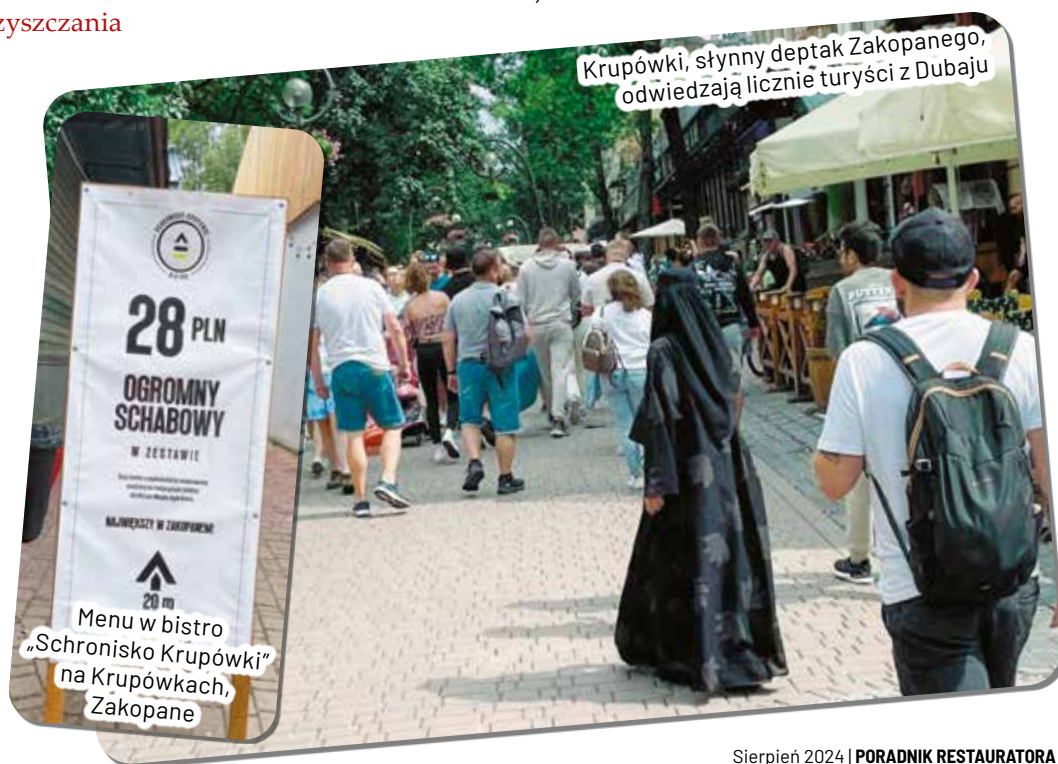 zyszczania
Krupówki, słynny deptak Zakopanego,
odwiedzają licznie turyści z Dubaju
28 PLN
OGROMNY
SCHABOWY
W ZESTAWIE
NAJWIĘKSZY W ZAKOPANEM!
20 m
Menu w bistro
„Schronisko Krupówki”
na Krupówkach,
Zakopane
Sierpień 2024 | PORADNIK RESTAURATORA